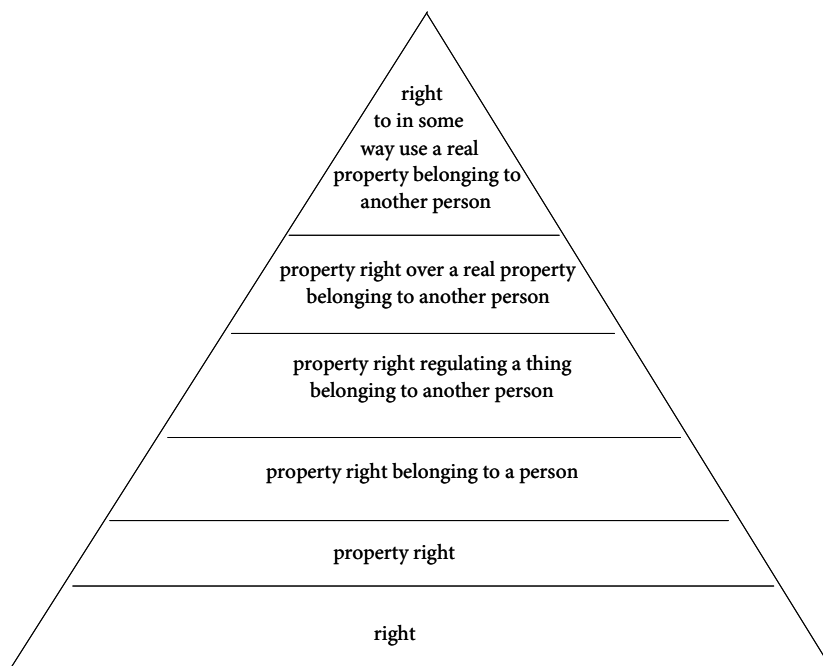 right
to in some
way use a real
property belonging to
another person
property right over a real property
belonging to another person
property right regulating a thing
belonging to another person
property right belonging to a person
property right
right